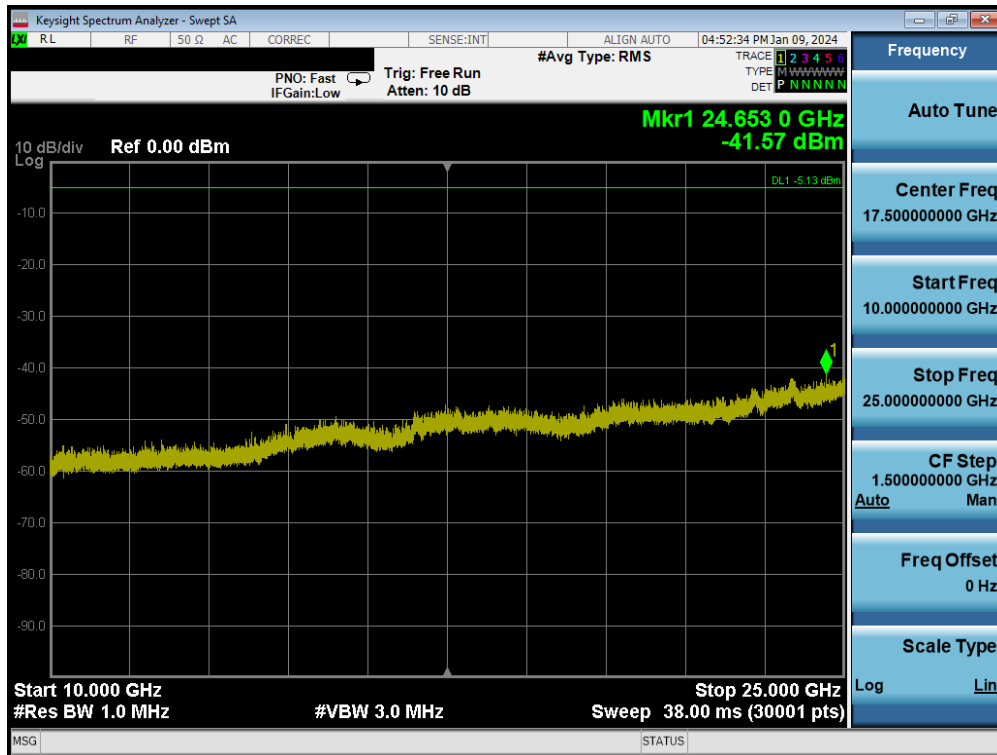 Keysight Spectrum Analyzer - Swept SA
LXI RL RF 50 Ω AC CORREC SENSE:INT ALIGN AUTO 04:52:34 PM Jan 09, 2024
#Avg Type: RMS
TRACE 1 2 3 4 5 6
TYPE M WWWWW
DET P N N N N N
PNO: Fast
IFGain:Low
Trig: Free Run
Atten: 10 dB
Mkr1 24.653 0 GHz
-41.57 dBm
10 dB/div
Log
Ref 0.00 dBm
DL1 -5.13 dBm
-10.0
-20.0
-30.0
-40.0
-50.0
-60.0
-70.0
-80.0
-90.0
1
Start 10.000 GHz
Stop 25.000 GHz
#Res BW 1.0 MHz
#VBW 3.0 MHz
Sweep 38.00 ms (30001 pts)
MSG
STATUS
Frequency
Auto Tune
Center Freq
17.500000000 GHz
Start Freq
10.000000000 GHz
Stop Freq
25.000000000 GHz
CF Step
1.500000000 GHz
Auto Man
Freq Offset
0 Hz
Scale Type
Log Lin